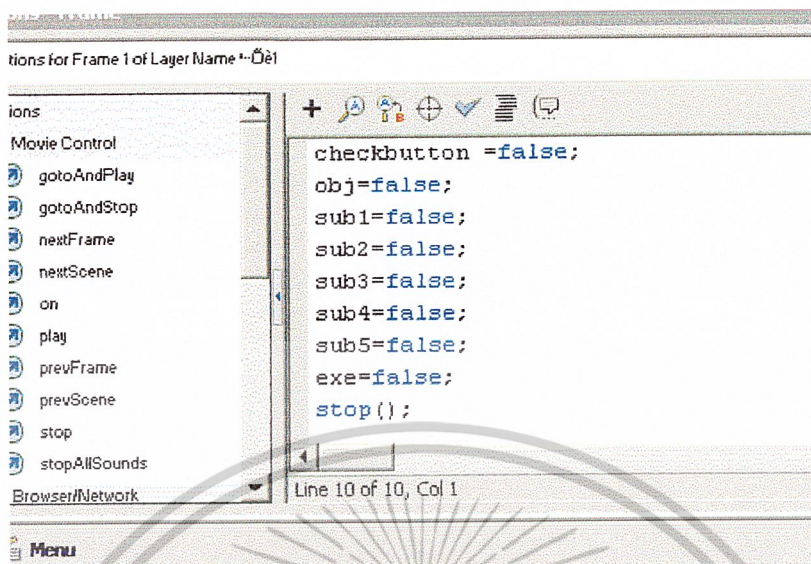 tions for Frame 1 of Layer Name
ions
Movie Control
gotoAndPlay
gotoAndStop
nextFrame
nextScene
on
play
prevFrame
prevScene
stop
stopAllSounds
Browser/Network
checkbutton =false;
obj=false;
sub1=false;
sub2=false;
sub3=false;
sub4=false;
sub5=false;
exe=false;
stop();
Line 10 of 10, Col 1
Menu